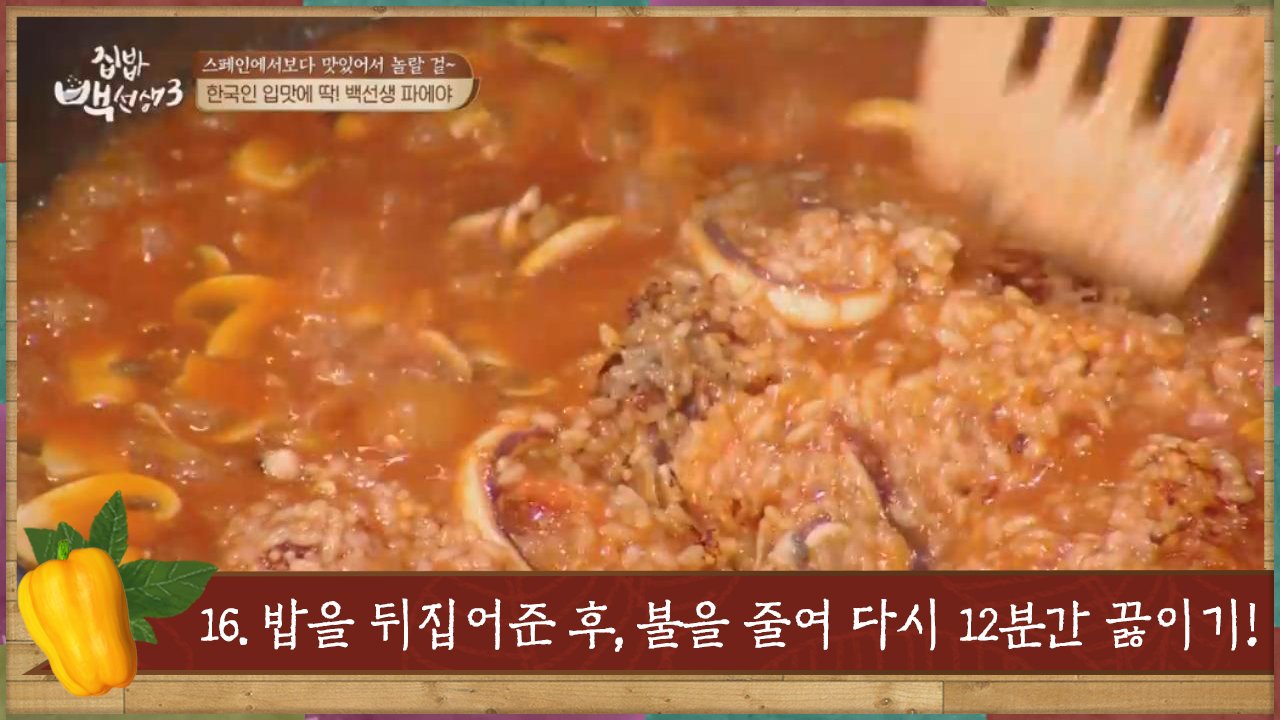 집밥
백선생3
스페인에서보다 맛있어서 놀랄 걸~
한국인 입맛에 딱! 백선생 파에야
16. 밥을 뒤집어준 후, 불을 줄여 다시 12분간 끓이기!